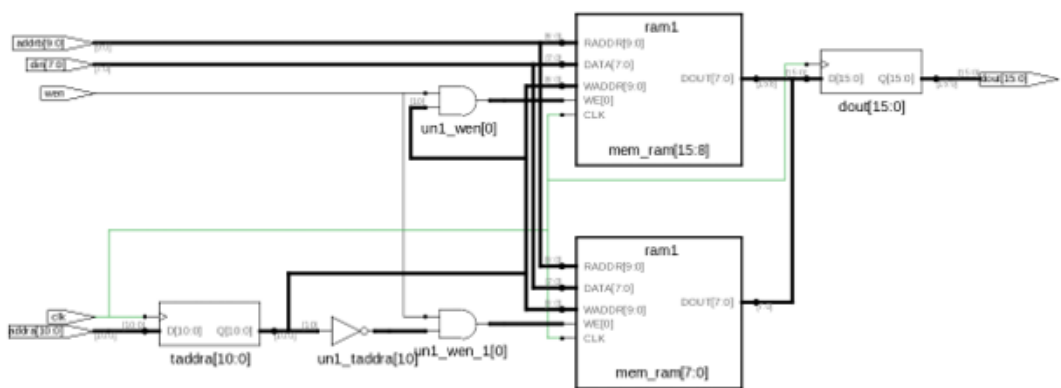 ram1
addrb[9:0]
RADDR[9:0]
din[7:0]
DATA[7:0]
WADDR[9:0]
DOUT[7:0]
D[15:0]
Q[15:0]
dout[15:0]
wen
[10]
WE[0]
dout[15:0]
un1_wen[0]
CLK
mem_ram[15:8]
ram1
RADDR[9:0]
DATA[7:0]
DOUT[7:0]
clk
WADDR[9:0]
addra[10:0]
D[10:0]
Q[10:0]
[10]
WE[0]
CLK
taddra[10:0]
un1_taddra[10]
un1_wen_1[0]
mem_ram[7:0]